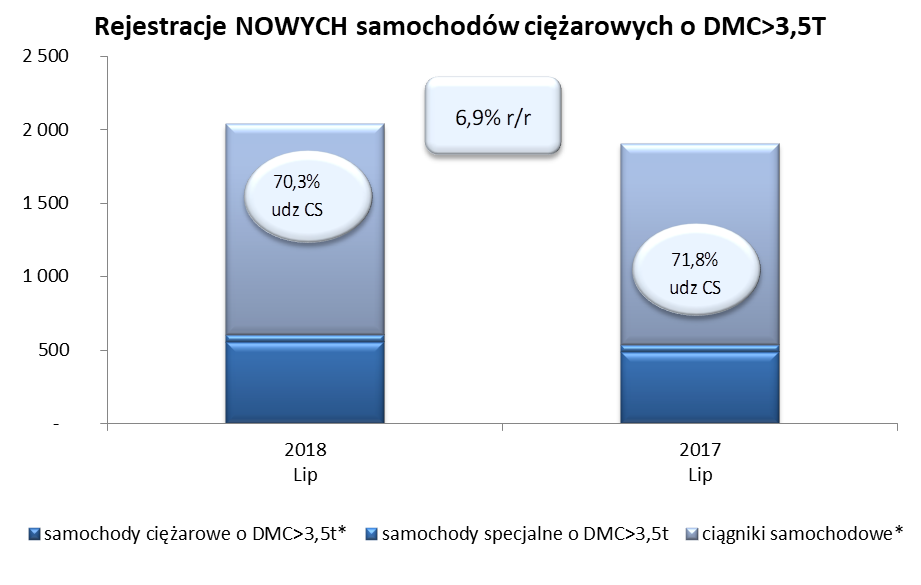 Rejestracje NOWYCH samochodów ciężarowych o DMC>3,5T
2 500
2 000
1 500
1 000
500
-
6,9% r/r
70,3%
udz CS
71,8%
udz CS
2018
Lip
2017
Lip
samochody ciężarowe o DMC>3,5t*
samochody specjalne o DMC>3,5t
ciągniki samochodowe*